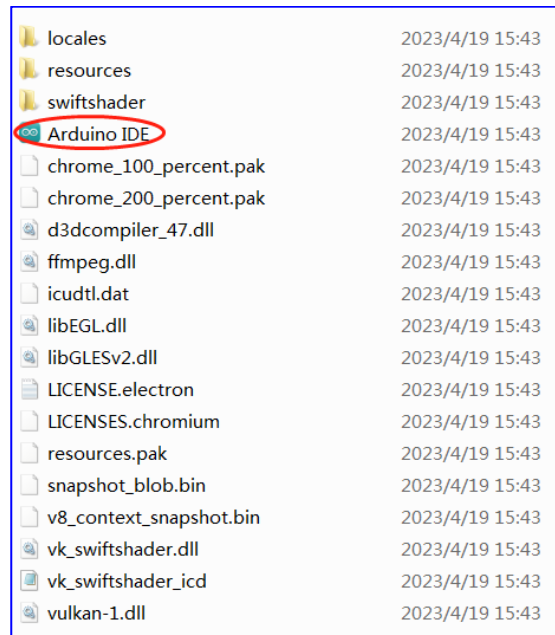 locales 2023/4/19 15:43
resources 2023/4/19 15:43
swiftshader 2023/4/19 15:43
Arduino IDE 2023/4/19 15:43
chrome_100_percent.pak 2023/4/19 15:43
chrome_200_percent.pak 2023/4/19 15:43
d3dcompiler_47.dll 2023/4/19 15:43
ffmpeg.dll 2023/4/19 15:43
icudtl.dat 2023/4/19 15:43
libEGL.dll 2023/4/19 15:43
libGLESv2.dll 2023/4/19 15:43
LICENSE.electron 2023/4/19 15:43
LICENSES.chromium 2023/4/19 15:43
resources.pak 2023/4/19 15:43
snapshot_blob.bin 2023/4/19 15:43
v8_context_snapshot.bin 2023/4/19 15:43
vk_swiftshader.dll 2023/4/19 15:43
vk_swiftshader_icd 2023/4/19 15:43
vulkan-1.dll 2023/4/19 15:43